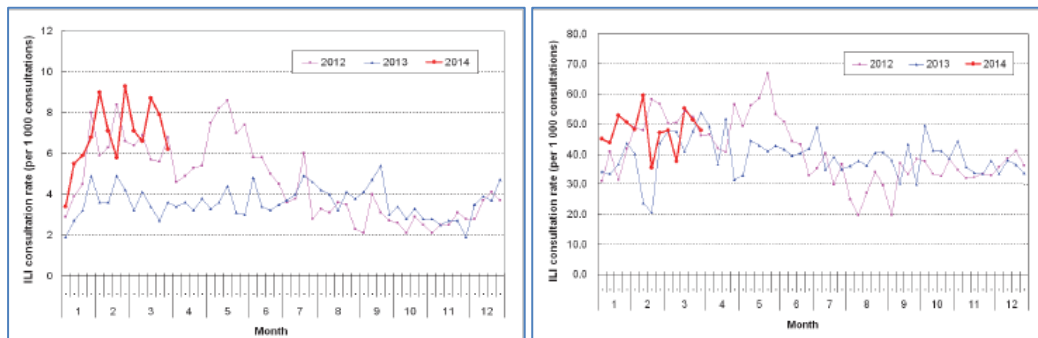 ILI consultation rate (per 1 000 consultations)
12
10
8
6
4
2
0
2012 2013 2014
1 2 3 4 5 6 7 8 9 10 11 12
Month
ILI consultation rate (per 1 000 consultations)
80.0
70.0
60.0
50.0
40.0
30.0
20.0
10.0
0.0
2012 2013 2014
1 2 3 4 5 6 7 8 9 10 11 12
Month